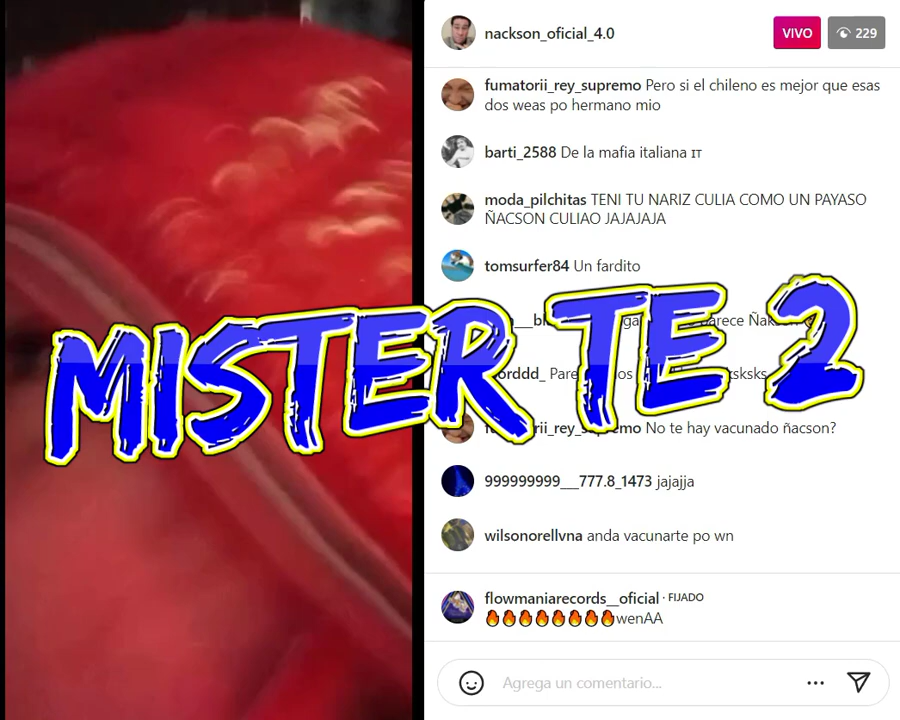 nackson_oficial_4.0
VIVO
229
fumatorii_rey_supremo Pero si el chileno es mejor que esas
dos weas po hermano mio
barti_2588 De la mafia italiana IT
moda_pilchitas TENI TU NARIZ CULIA COMO UN PAYASO
ÑACSON CULIAO JAJAJAJA
tomsurfer84 Un fardito
MISTER TE 2
No te hay vacunado ñacson?
999999999___777.8_1473 jajajja
wilsonorellvna anda vacunarte po wn
flowmaniarecords__oficial · FIJADO
🔥🔥🔥🔥🔥🔥🔥🔥wenAA
Agrega un comentario...